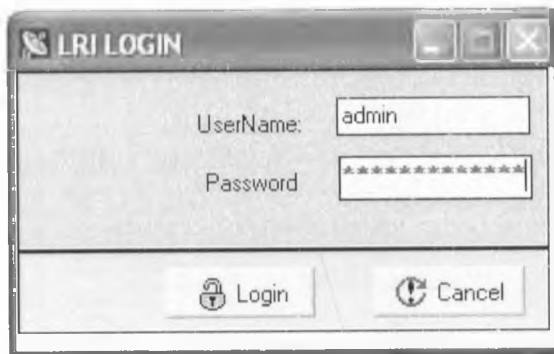 LRI LOGIN
UserName: admin
Password *************
Login Cancel